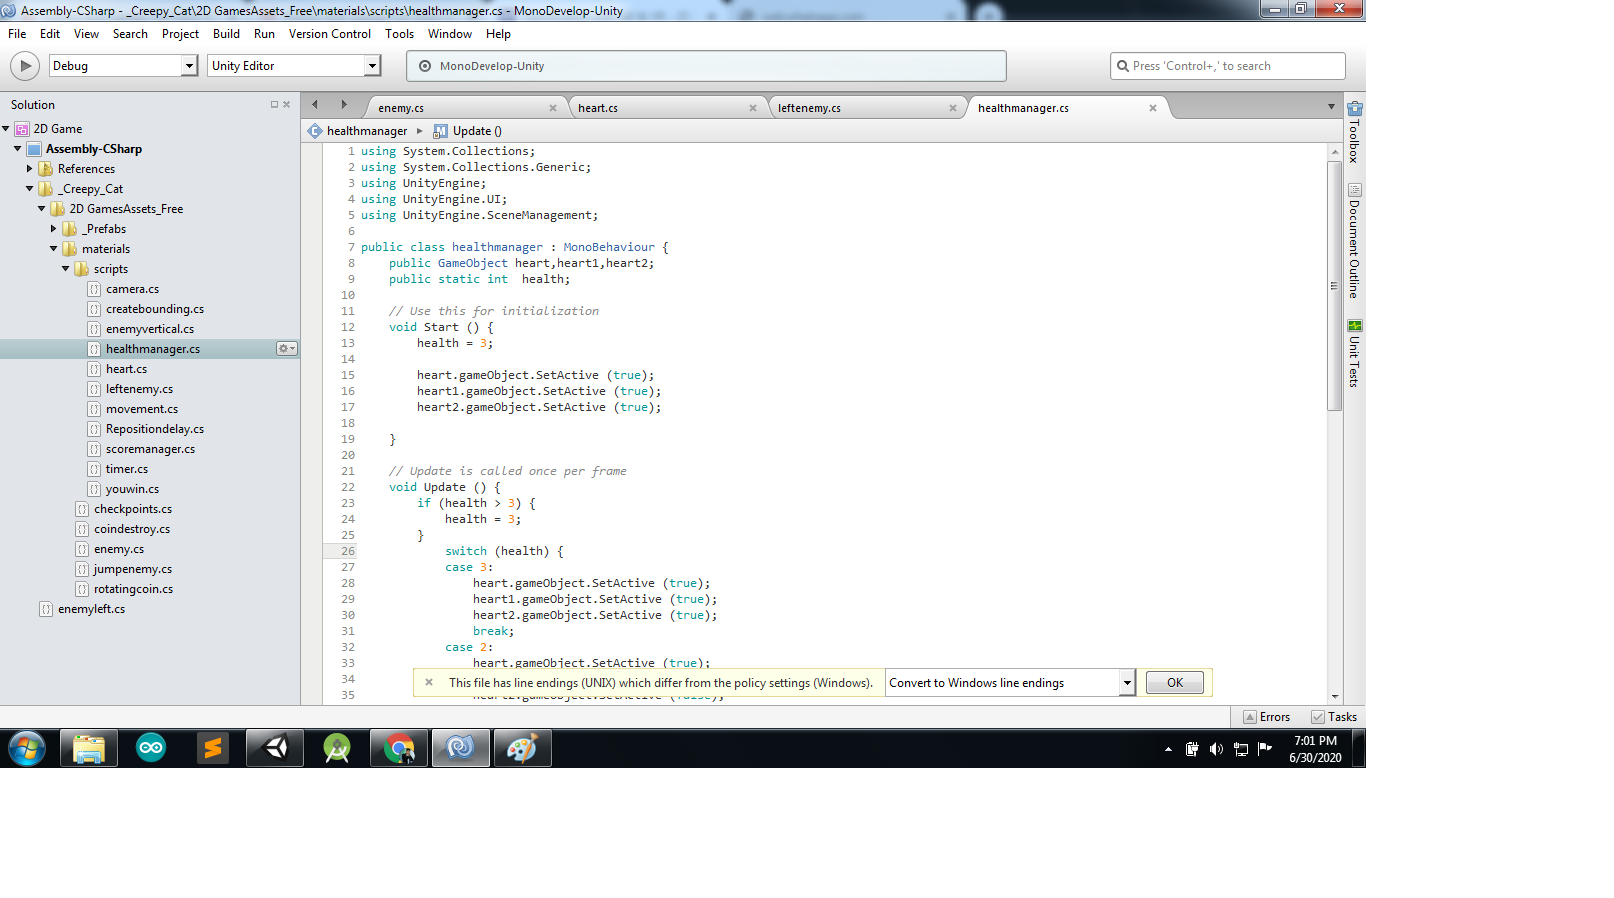 Assembly-CSharp - _Creepy_Cat\2D GamesAssets_Free\materials\scripts\healthmanager.cs - MonoDevelop-Unity
File Edit View Search Project Build Run Version Control Tools Window Help
Debug Unity Editor MonoDevelop-Unity Press 'Control+,' to search
Solution
2D Game
Assembly-CSharp
References
_Creepy_Cat
2D GamesAssets_Free
_Prefabs
materials
scripts
camera.cs
createbounding.cs
enemyvertical.cs
healthmanager.cs
heart.cs
leftenemy.cs
movement.cs
Repositiondelay.cs
scoremanager.cs
timer.cs
youwin.cs
checkpoints.cs
coindestroy.cs
enemy.cs
jumpenemy.cs
rotatingcoin.cs
enemyleft.cs
enemy.cs heart.cs leftenemy.cs healthmanager.cs
healthmanager Update ()
1 using System.Collections;
2 using System.Collections.Generic;
3 using UnityEngine;
4 using UnityEngine.UI;
5 using UnityEngine.SceneManagement;
6
7 public class healthmanager : MonoBehaviour {
8 public GameObject heart,heart1,heart2;
9 public static int  health;
10
11 // Use this for initialization
12 void Start () {
13 health = 3;
14
15 heart.gameObject.SetActive (true);
16 heart1.gameObject.SetActive (true);
17 heart2.gameObject.SetActive (true);
18
19 }
20
21 // Update is called once per frame
22 void Update () {
23 if (health > 3) {
24 health = 3;
25 }
26 switch (health) {
27 case 3:
28 heart.gameObject.SetActive (true);
29 heart1.gameObject.SetActive (true);
30 heart2.gameObject.SetActive (true);
31 break;
32 case 2:
33 heart.gameObject.SetActive (true);
34
35 heart2.gameObject.SetActive (false);
This file has line endings (UNIX) which differ from the policy settings (Windows). Convert to Windows line endings OK
Toolbox
Document Outline
Unit Tests
Errors Tasks
7:01 PM
6/30/2020